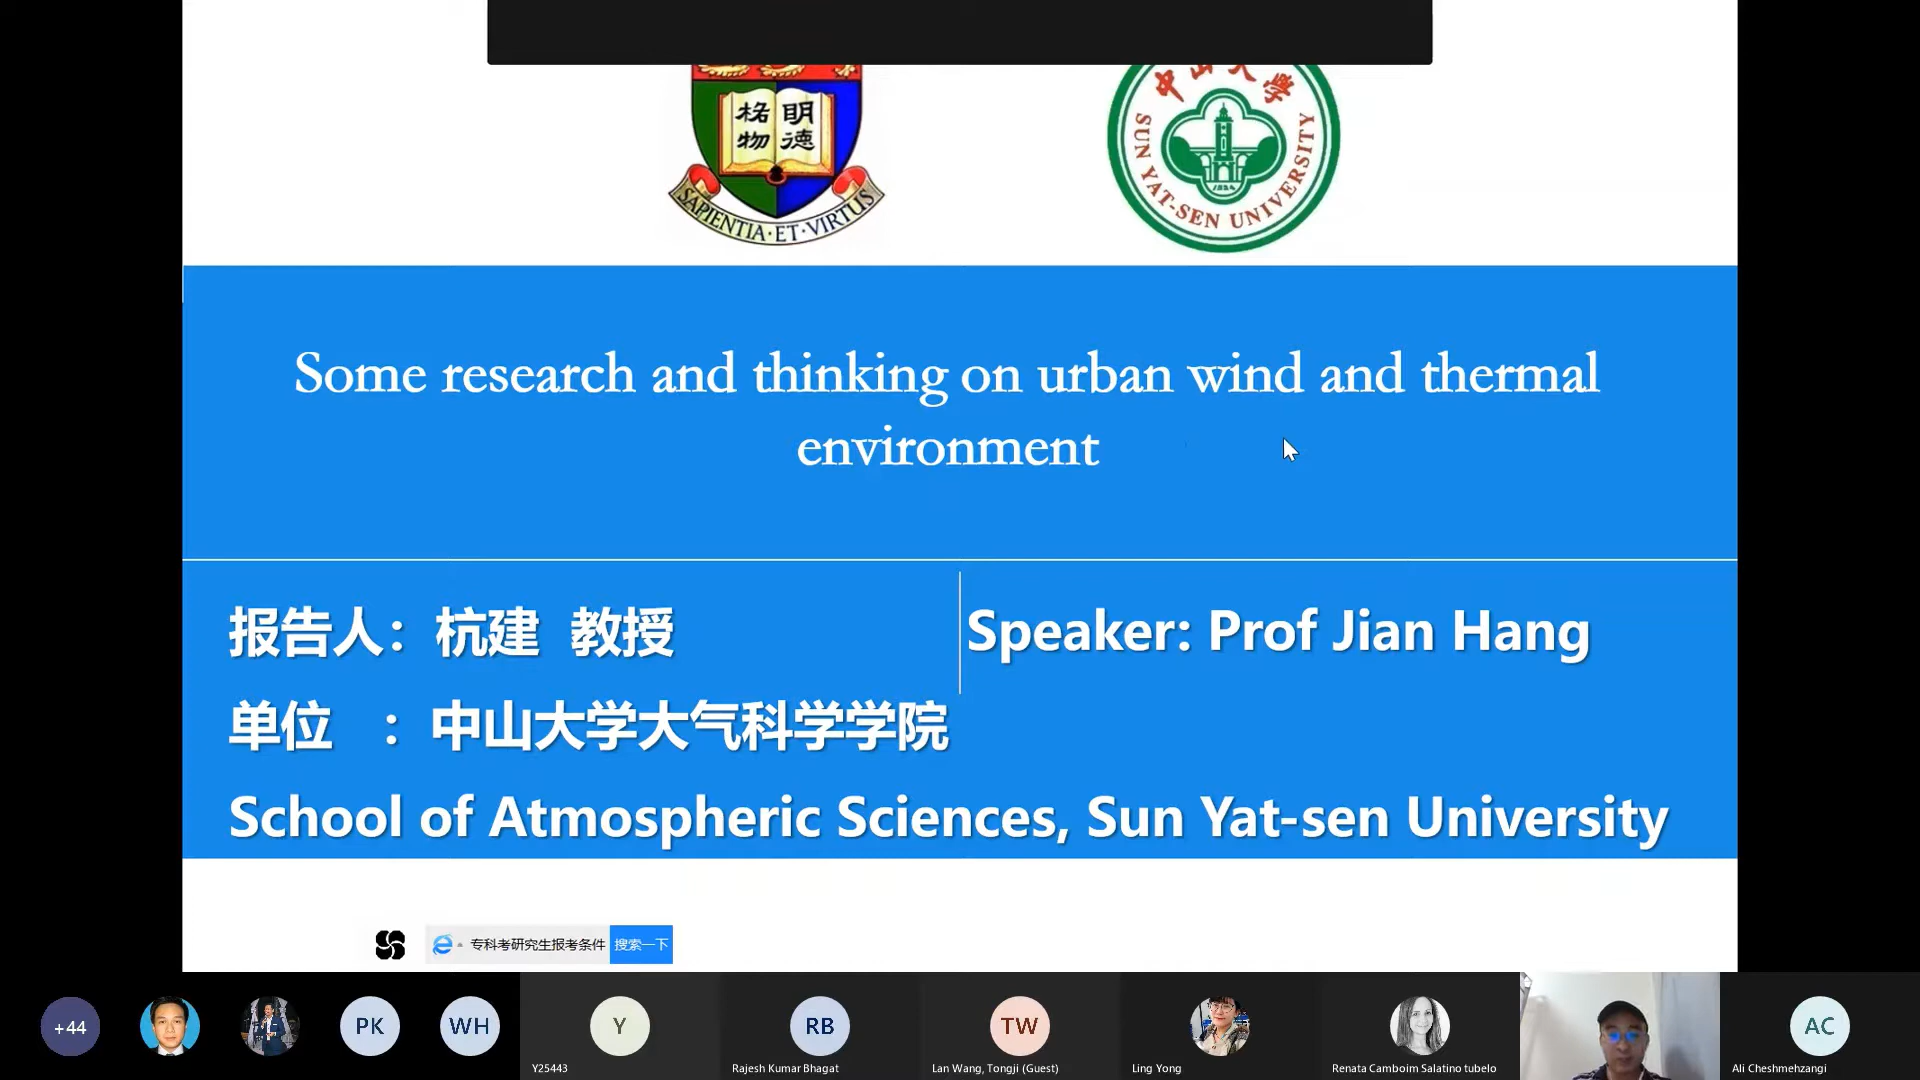 格 明
物 德
SAPIENTIA·ET·VIRTUS
中山大學
SUN YAT-SEN UNIVERSITY
1924
Some research and thinking on urban wind and thermal
environment
报告人：杭建 教授
Speaker: Prof Jian Hang
单位 ：中山大学大气科学学院
School of Atmospheric Sciences, Sun Yat-sen University
专科考研究生报考条件 搜索一下
+44
PK
WH
Y
RB
TW
AC
Y25443
Rajesh Kumar Bhagat
Lan Wang, Tongji (Guest)
Ling Yong
Renata Camboim Salatino tubelo
Ali Cheshmehzangi